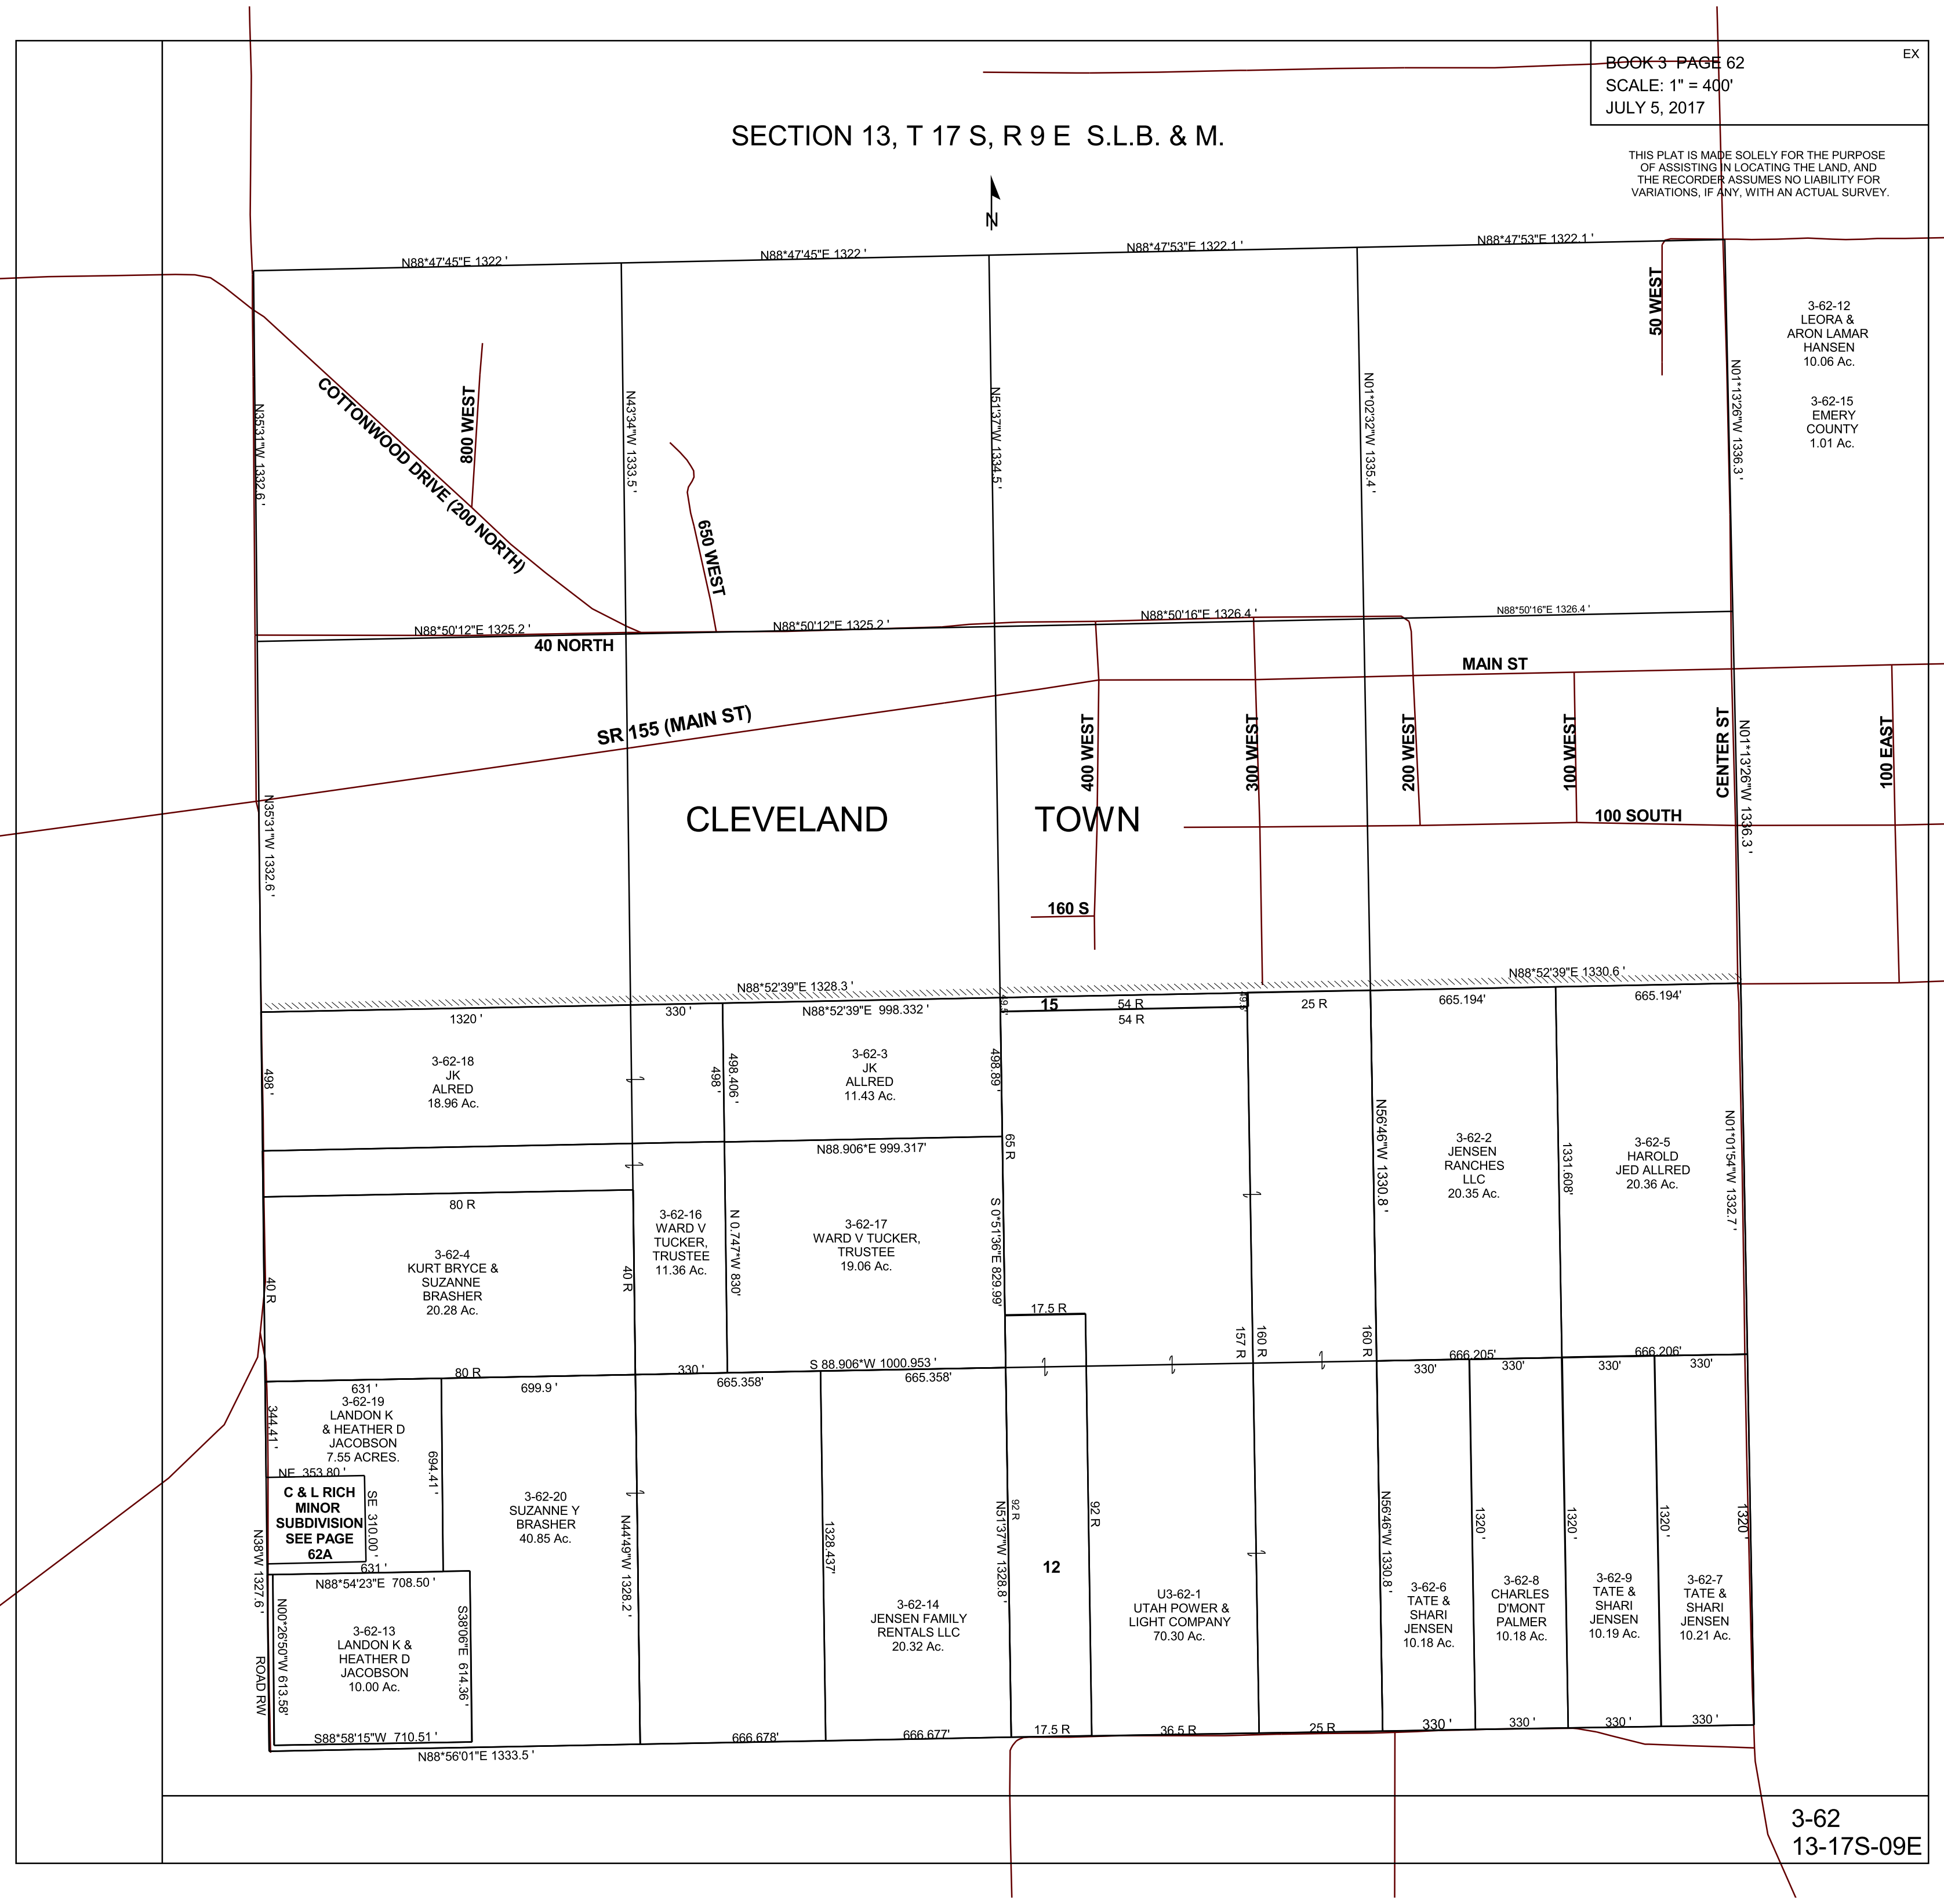 EX
BOOK 3 PAGE 62
SCALE: 1" = 400'
JULY 5, 2017
SECTION 13, T 17 S, R 9 E S.L.B. & M.
THIS PLAT IS MADE SOLELY FOR THE PURPOSE
OF ASSISTING IN LOCATING THE LAND, AND
THE RECORDER ASSUMES NO LIABILITY FOR
VARIATIONS, IF ANY, WITH AN ACTUAL SURVEY.
N
N88*47'45"E 1322 '
N88*47'45"E 1322 '
N88*47'53"E 1322.1 '
N88*47'53"E 1322.1 '
50 WEST
3-62-12
LEORA &
ARON LAMAR
HANSEN
10.06 Ac.
3-62-15
EMERY
COUNTY
1.01 Ac.
N35'31"W 1332.6 '
COTTONWOOD DRIVE (200 NORTH)
800 WEST
N43'34"W 1333.5 '
650 WEST
N51'37"W 1334.5 '
N01*02'32"W 1335.4 '
N01*13'26"W 1336.3 '
N88*50'12"E 1325.2 '
N88*50'12"E 1325.2 '
N88*50'16"E 1326.4 '
N88*50'16"E 1326.4 '
40 NORTH
MAIN ST
SR 155 (MAIN ST)
400 WEST
300 WEST
200 WEST
100 WEST
CENTER ST
N01*13'26"W 1336.3 '
100 EAST
N35'31"W 1332.6 '
CLEVELAND TOWN
100 SOUTH
160 S
N88*52'39"E 1328.3 '
N88*52'39"E 1330.6 '
1320 '
330 '
N88*52'39"E 998.332 '
49.5'
15
54 R
54 R
49.5'
25 R
665.194'
665.194'
498 '
3-62-18
JK
ALRED
18.96 Ac.
498 '
498.406 '
3-62-3
JK
ALLRED
11.43 Ac.
498.89 '
N88.906*E 999.317'
65 R
N56'46"W 1330.8 '
3-62-2
JENSEN
RANCHES
LLC
20.35 Ac.
1331.608'
3-62-5
HAROLD
JED ALLRED
20.36 Ac.
N01*01'54"W 1332.7 '
80 R
40 R
3-62-4
KURT BRYCE &
SUZANNE
BRASHER
20.28 Ac.
40 R
3-62-16
WARD V
TUCKER,
TRUSTEE
11.36 Ac.
N 0.747*W 830'
3-62-17
WARD V TUCKER,
TRUSTEE
19.06 Ac.
S 0*51'36"E 829.99'
17.5 R
157 R
160 R
160 R
80 R
330 '
S 88.906*W 1000.953 '
666.205'
666.206'
631 '
699.9 '
665.358'
665.358'
330'
330'
330'
330'
344.41 '
3-62-19
LANDON K
& HEATHER D
JACOBSON
7.55 ACRES.
694.41 '
NE 353.80 '
C & L RICH
MINOR
SUBDIVISION
SEE PAGE
62A
SE 310.00 '
631 '
3-62-20
SUZANNE Y
BRASHER
40.85 Ac.
N44'49"W 1328.2 '
1328.437'
N51'37"W 1328.8 '
92 R
92 R
N56'46"W 1330.8 '
1320 '
1320 '
1320 '
1320 '
N38'W 1327.6 '
ROAD RW
N88*54'23"E 708.50 '
N00*26'50"W 613.58'
3-62-13
LANDON K &
HEATHER D
JACOBSON
10.00 Ac.
S38'06"E 614.36 '
S88*58'15"W 710.51 '
3-62-14
JENSEN FAMILY
RENTALS LLC
20.32 Ac.
12
U3-62-1
UTAH POWER &
LIGHT COMPANY
70.30 Ac.
3-62-6
TATE &
SHARI
JENSEN
10.18 Ac.
3-62-8
CHARLES
D'MONT
PALMER
10.18 Ac.
3-62-9
TATE &
SHARI
JENSEN
10.19 Ac.
3-62-7
TATE &
SHARI
JENSEN
10.21 Ac.
N88*56'01"E 1333.5 '
666.678'
666.677'
17.5 R
36.5 R
25 R
330 '
330 '
330 '
330 '
3-62
13-17S-09E